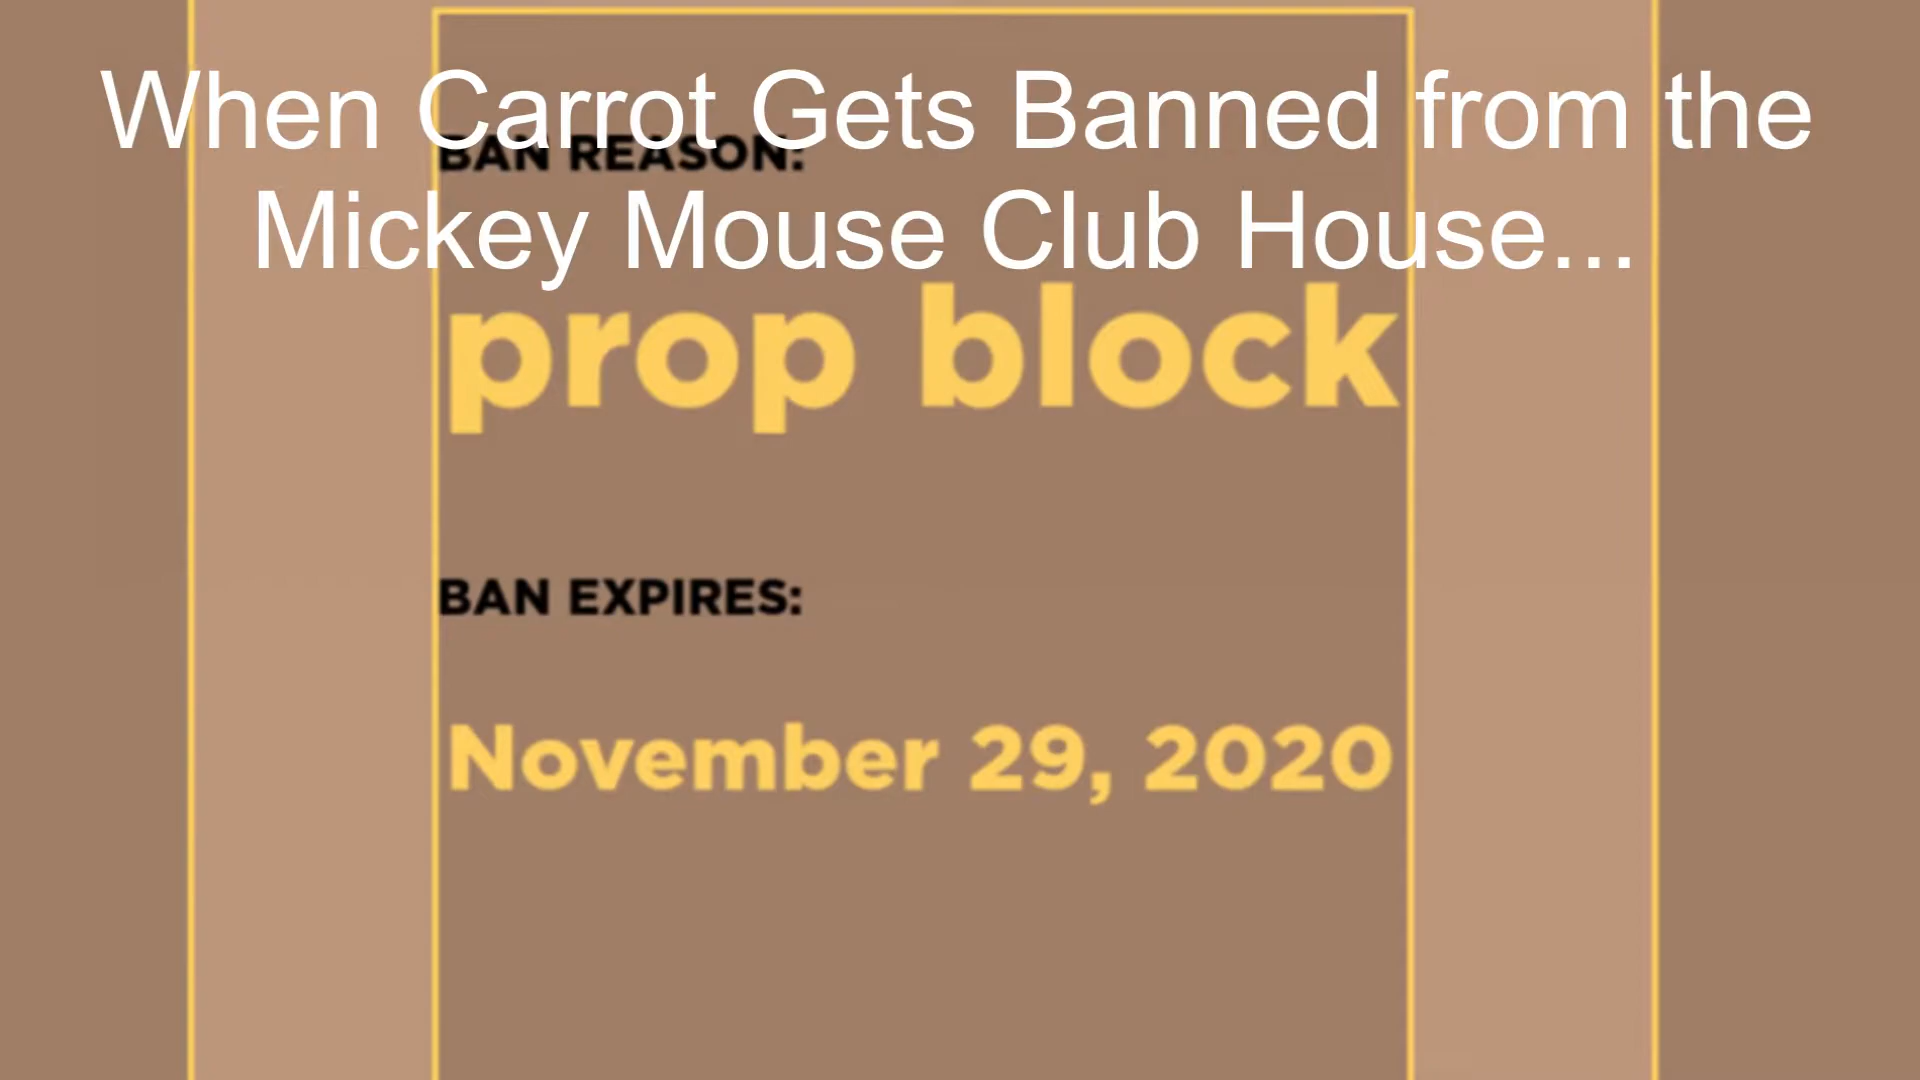 When Carrot Gets Banned from the
BAN REASON:
Mickey Mouse Club House...
prop block
BAN EXPIRES:
November 29, 2020